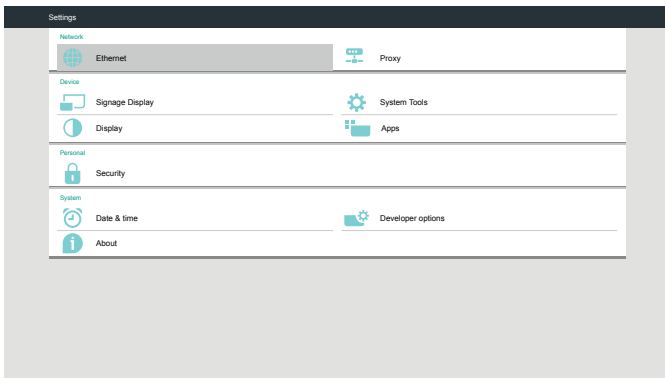 Settings
Network
Ethernet
Proxy
Device
Signage Display
System Tools
Display
Apps
Personal
Security
System
Date & time
Developer options
About